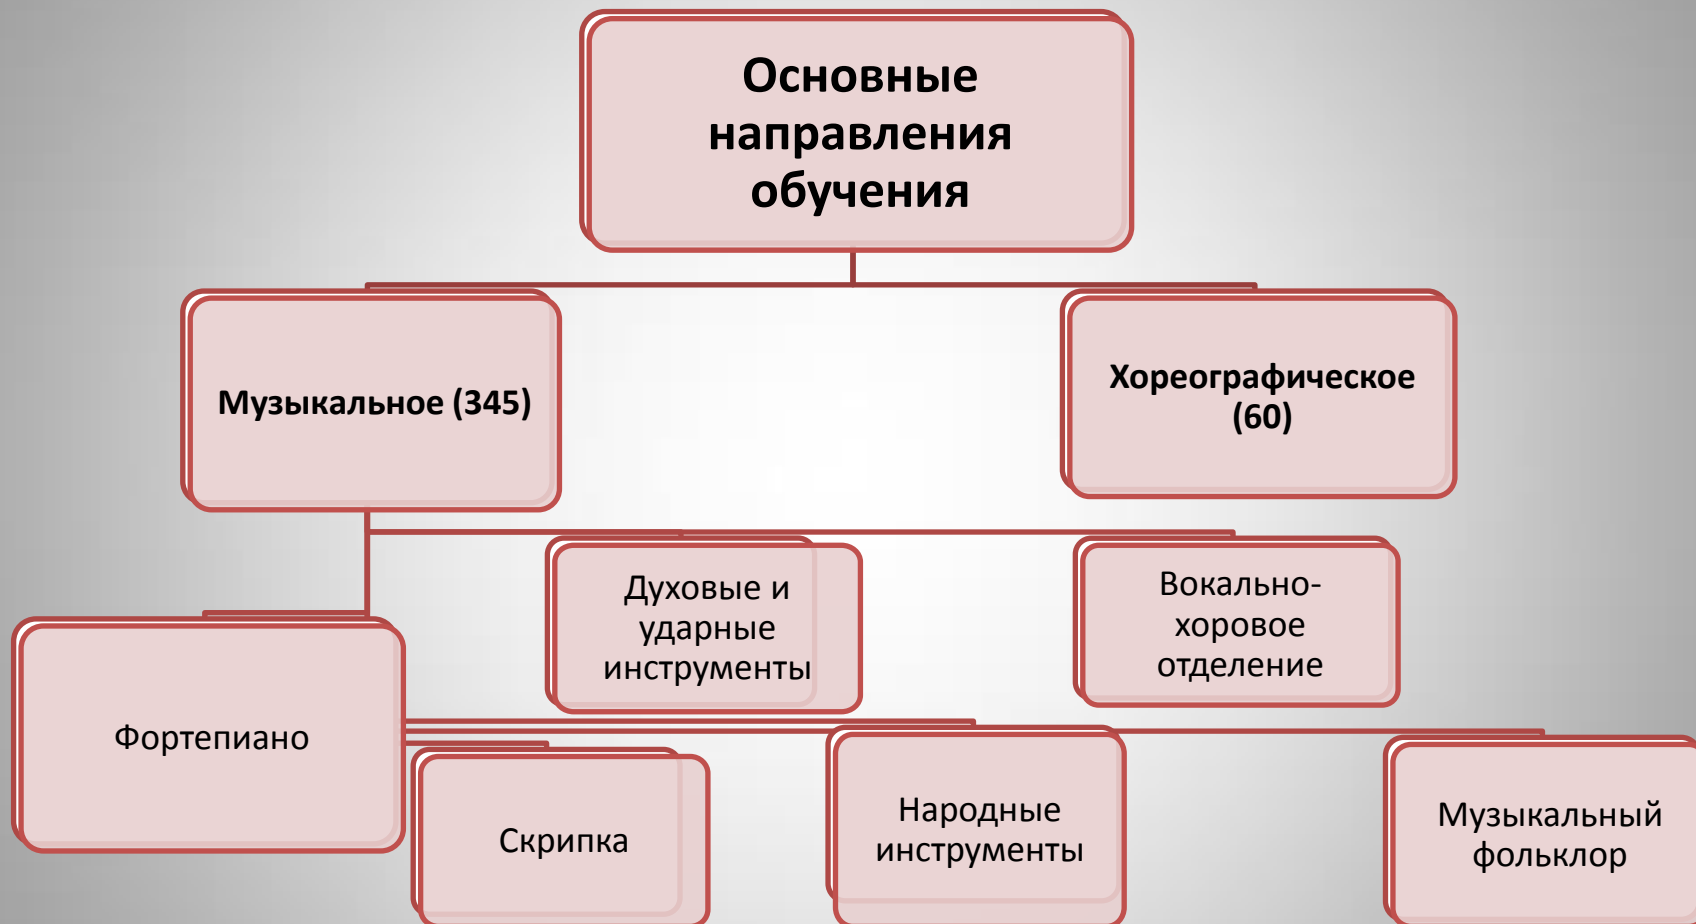 Основные
направления
обучения
Музыкальное (345)
Хореографическое
(60)
Духовые и
ударные
инструменты
Вокально-
хоровое
отделение
Фортепиано
Скрипка
Народные
инструменты
Музыкальный
фольклор